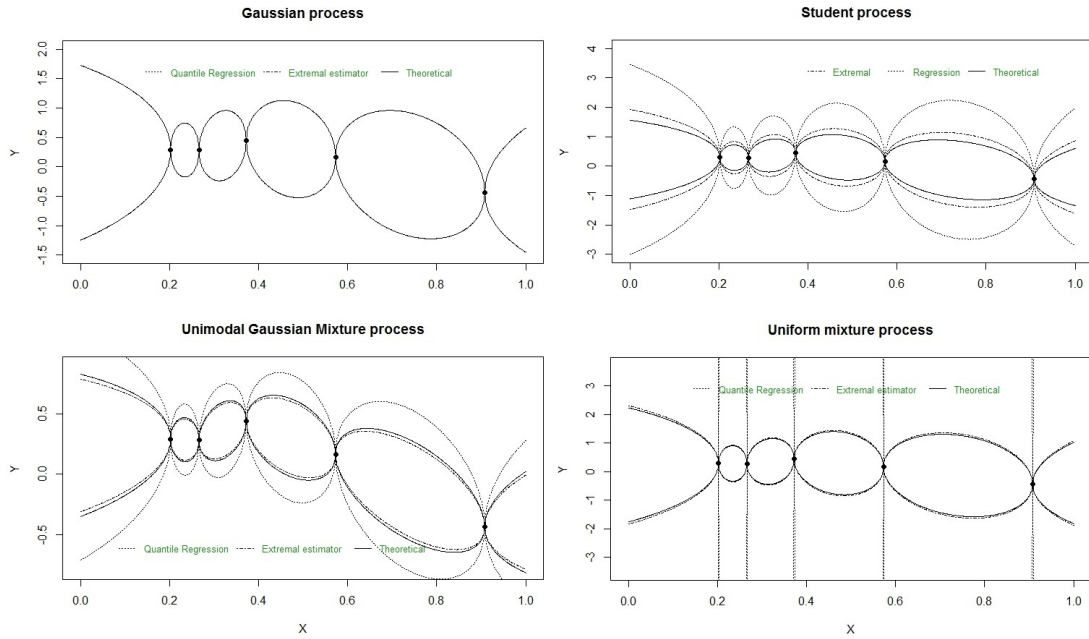 Gaussian process
Quantile Regression Extremal estimator Theoretical
Y
2.0
1.5
1.0
0.5
0.0
-0.5
-1.0
-1.5
0.0 0.2 0.4 0.6 0.8 1.0
Student process
Extremal Regression Theoretical
Y
4
3
2
1
0
-1
-2
-3
0.0 0.2 0.4 0.6 0.8 1.0
Unimodal Gaussian Mixture process
Y
0.5
0.0
-0.5
Quantile Regression Extremal estimator Theoretical
0.0 0.2 0.4 0.6 0.8 1.0
X
Uniform mixture process
Quantile Regression Extremal estimator Theoretical
Y
3
2
1
0
-1
-2
-3
0.0 0.2 0.4 0.6 0.8 1.0
X